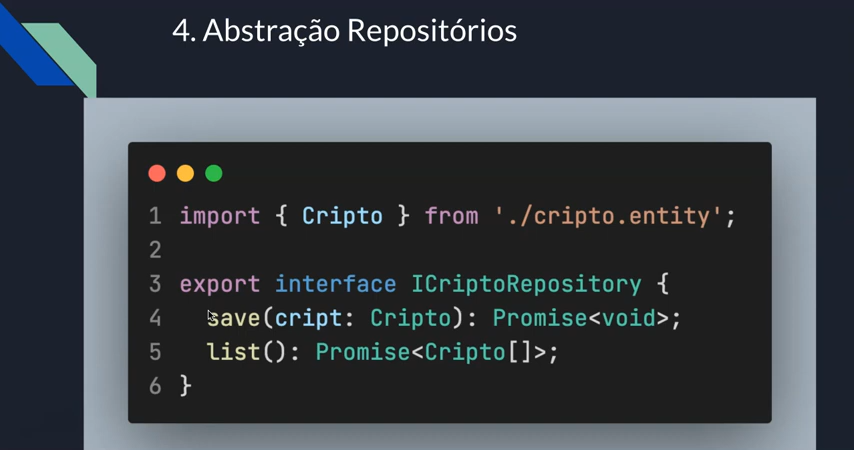 4. Abstração Repositórios
1 import { Cripto } from './cripto.entity';
2
3 export interface ICriptoRepository {
4 save(cript: Cripto): Promise<void>;
5 list(): Promise<Cripto[]>;
6 }